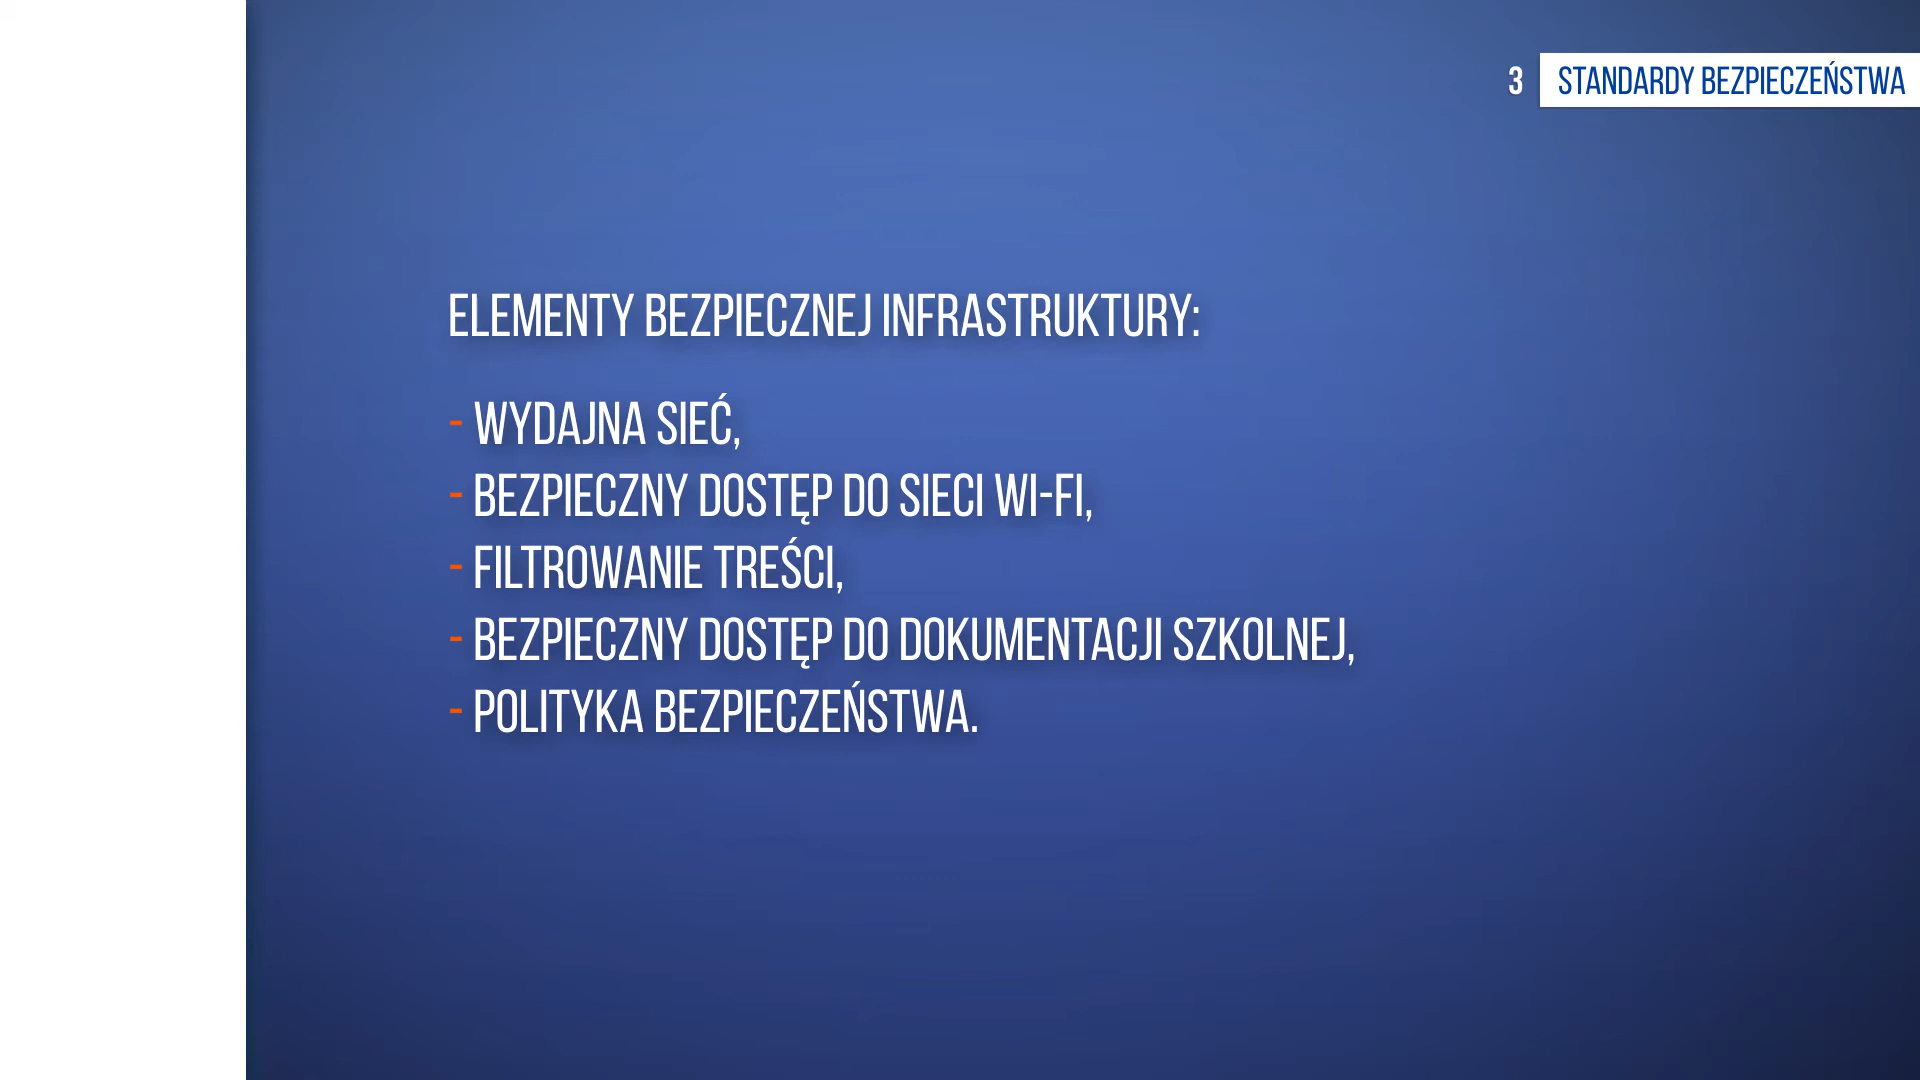 3 STANDARDY BEZPIECZEŃSTWA
ELEMENTY BEZPIECZNEJ INFRASTRUKTURY:
- WYDAJNA SIEĆ,
- BEZPIECZNY DOSTĘP DO SIECI WI-FI,
- FILTROWANIE TREŚCI,
- BEZPIECZNY DOSTĘP DO DOKUMENTACJI SZKOLNEJ,
- POLITYKA BEZPIECZEŃSTWA.